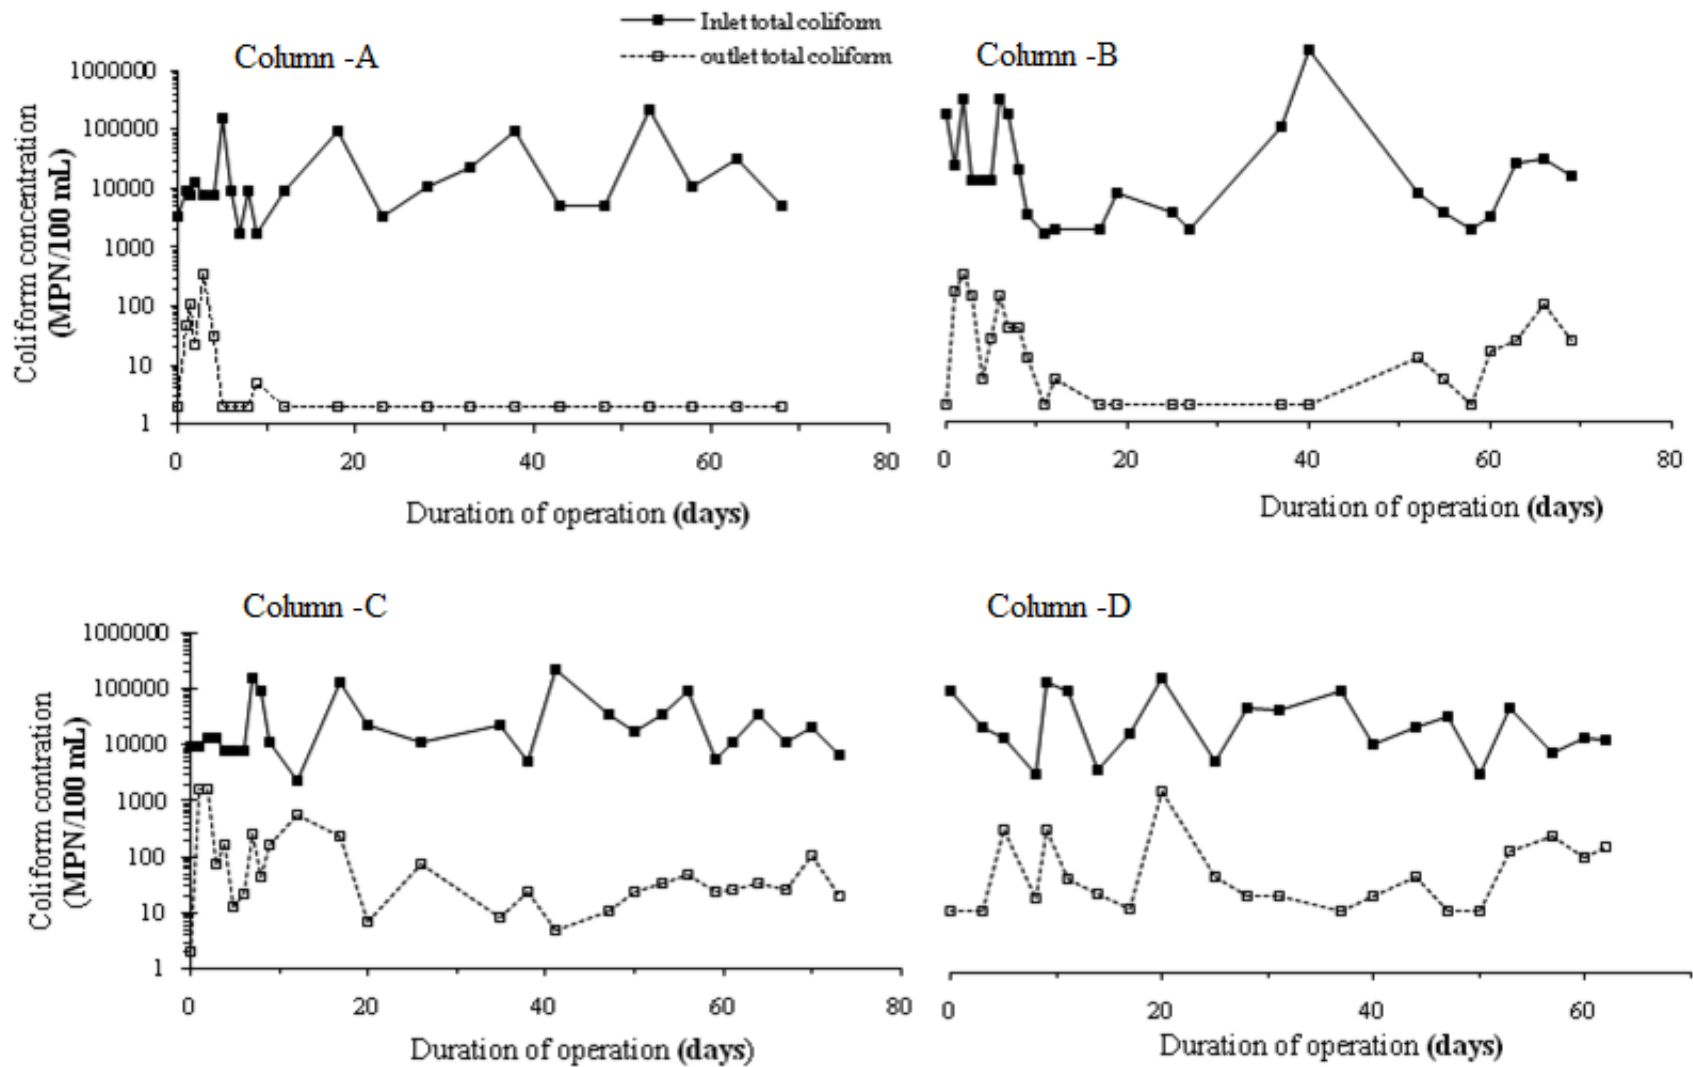 Inlet total coliform
outlet total coliform
Column -A
1000000
100000
10000
1000
100
10
1
0 20 40 60 80
Coliform concentration
(MPN/100 mL)
Duration of operation (days)
Column -B
0 20 40 60 80
Duration of operation (days)
Column -C
1000000
100000
10000
1000
100
10
1
0 20 40 60 80
Coliform contration
(MPN/100 mL)
Duration of operation (days)
Column -D
0 20 40 60
Duration of operation (days)